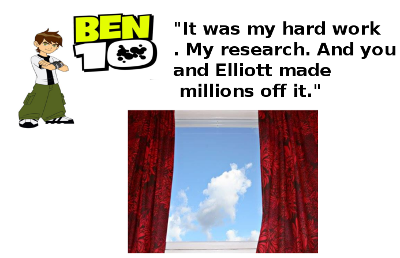 BEN
10
"It was my hard work
. My research. And you
and Elliott made
millions off it."